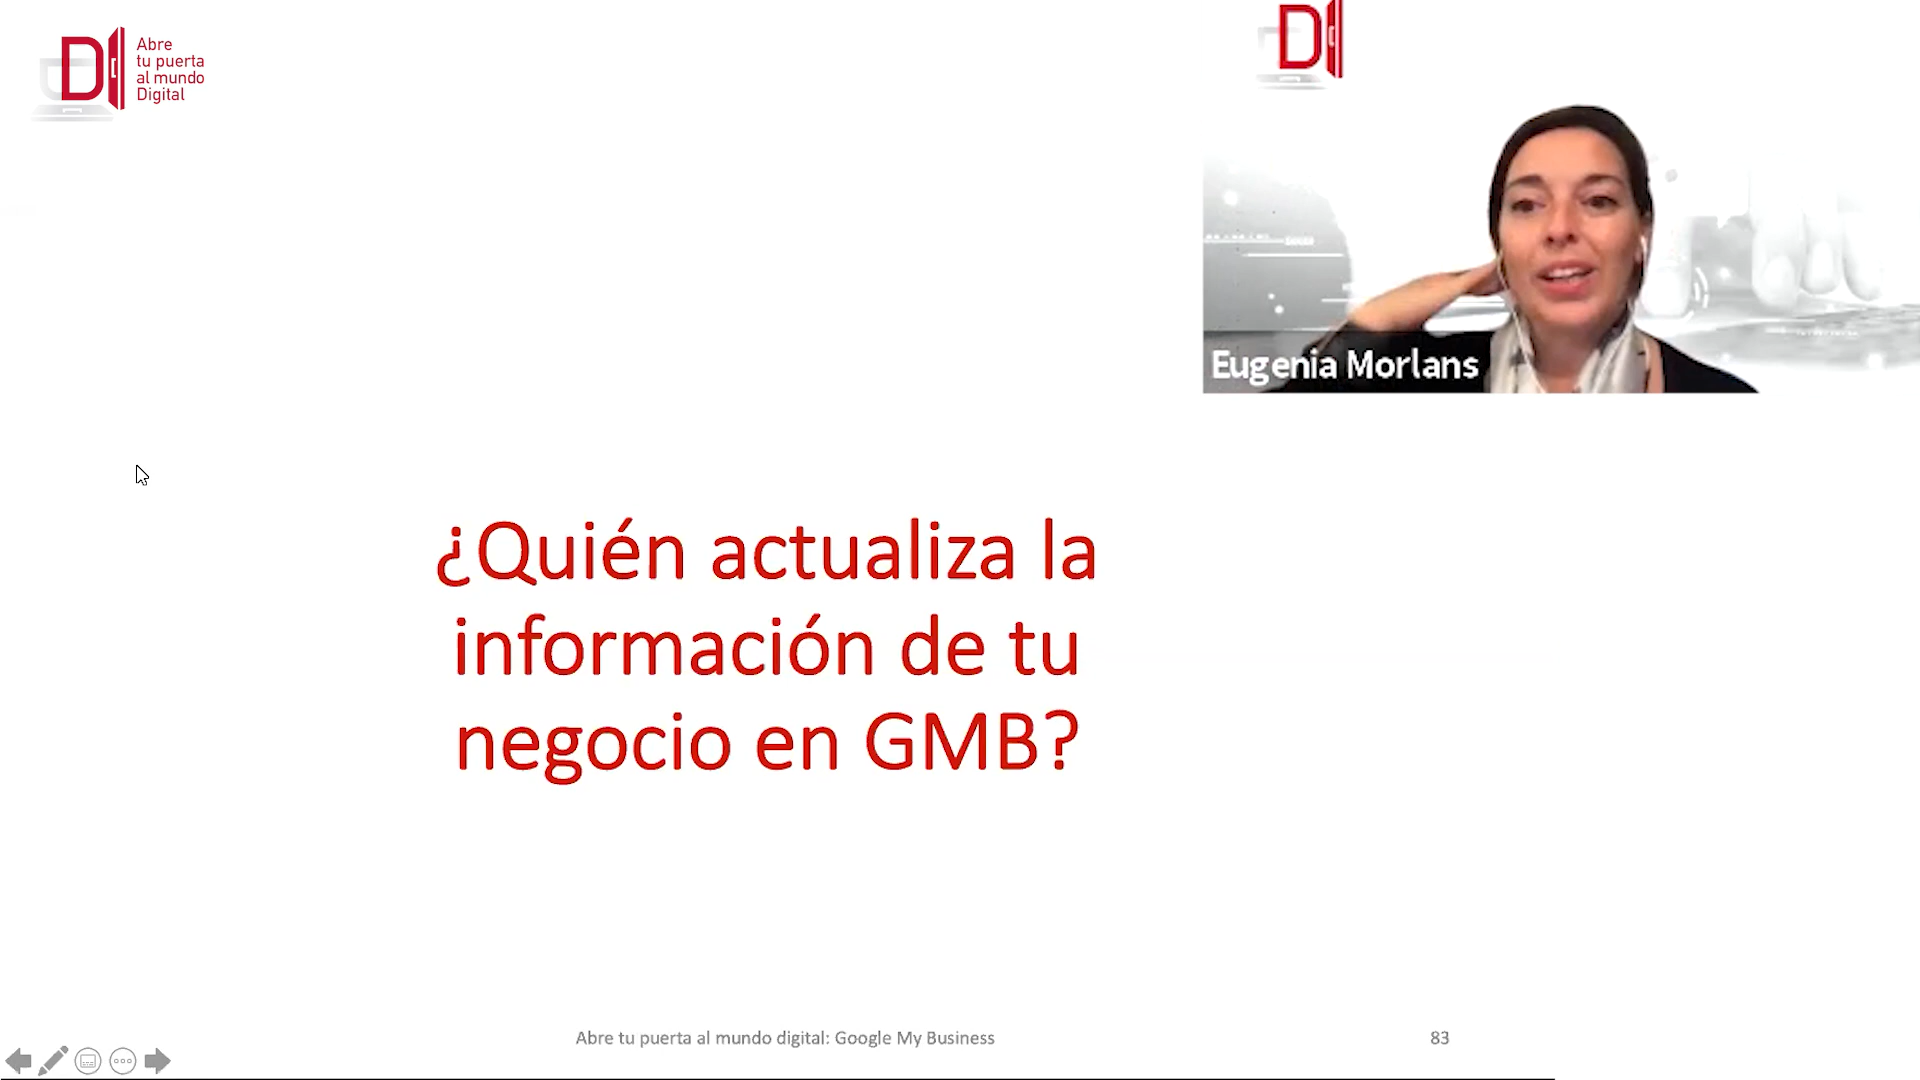 Abre
tu puerta
al mundo
Digital
Eugenia Morlans
¿Quién actualiza la
información de tu
negocio en GMB?
Abre tu puerta al mundo digital: Google My Business
83